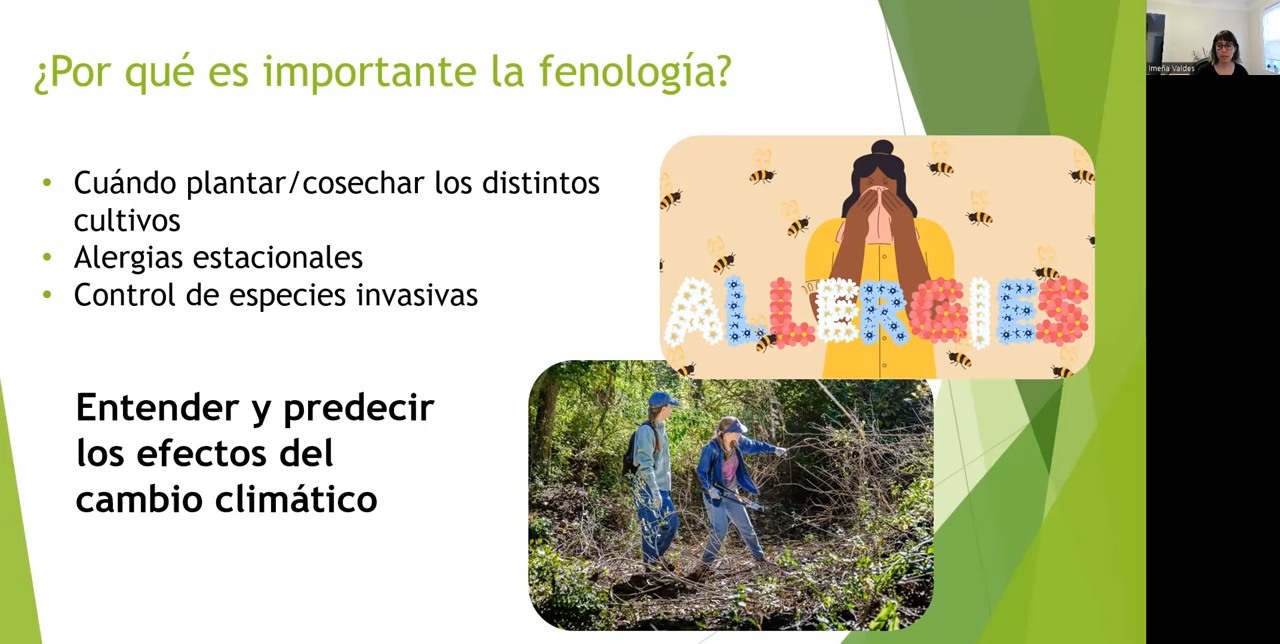 ¿Por qué es importante la fenología?
• Cuándo plantar/cosechar los distintos
cultivos
• Alergias estacionales
• Control de especies invasivas
ALLERGIES
Entender y predecir
los efectos del
cambio climático
Imeña Valdes